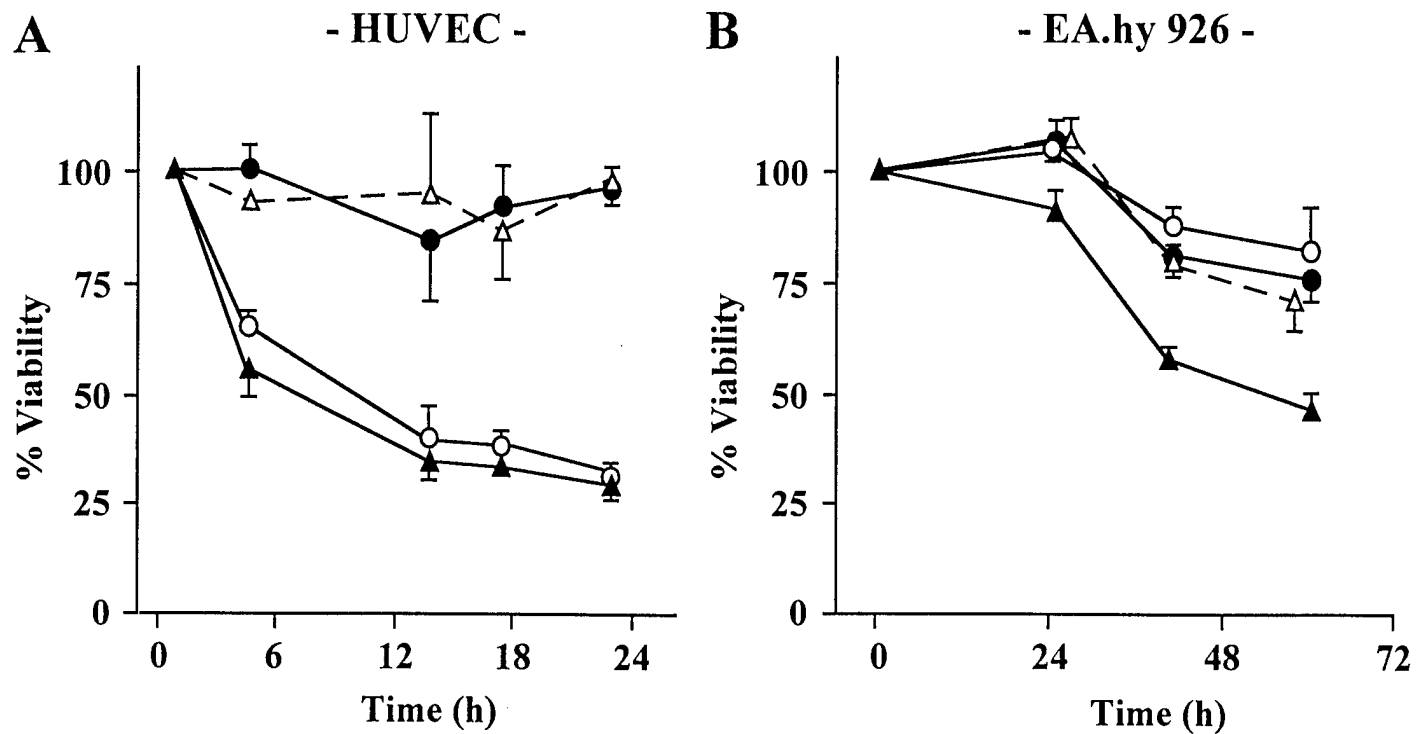 A
- HUVEC -
100
75
50
25
0
% Viability
0 6 12 18 24
Time (h)
B
- EA.hy 926 -
100
75
50
25
0
% Viability
0 24 48 72
Time (h)